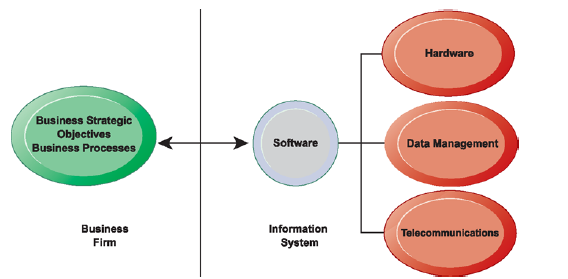 Hardware
Business Strategic
Objectives
Business Processes
Software
Data Management
Telecommunications
Business
Firm
Information
System